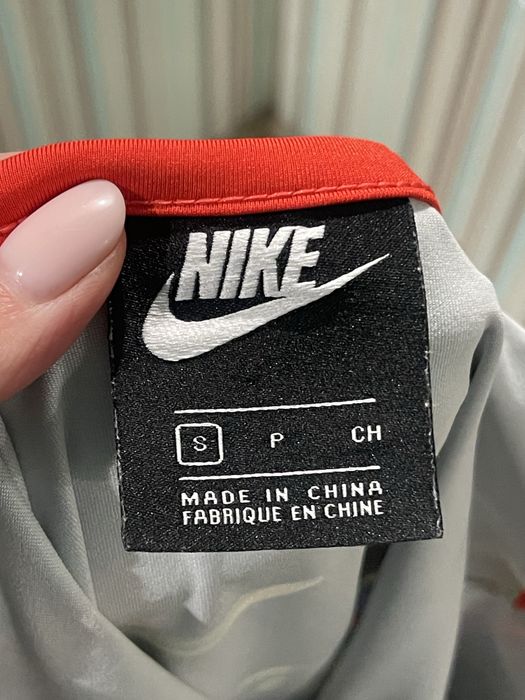 NIKE
S P CH
MADE IN CHINA
FABRIQUE EN CHINE